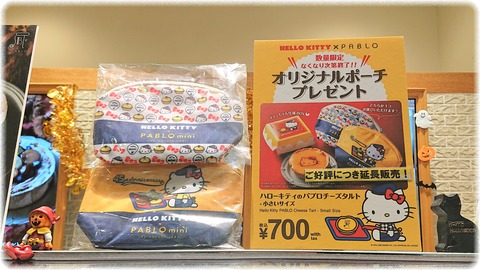 HELLO KITTY
PABLO mini
PABLO mini
HELLO KITTY × PABLO
数量限定
なくなり次第終了!!
オリジナルポーチ
プレゼント
ご好評につき延長販売!
ハローキティのパブロチーズタルト
-小さいサイズ
Hello Kitty PABLO Cheese Tart - Small Size
税込
¥700 with tax